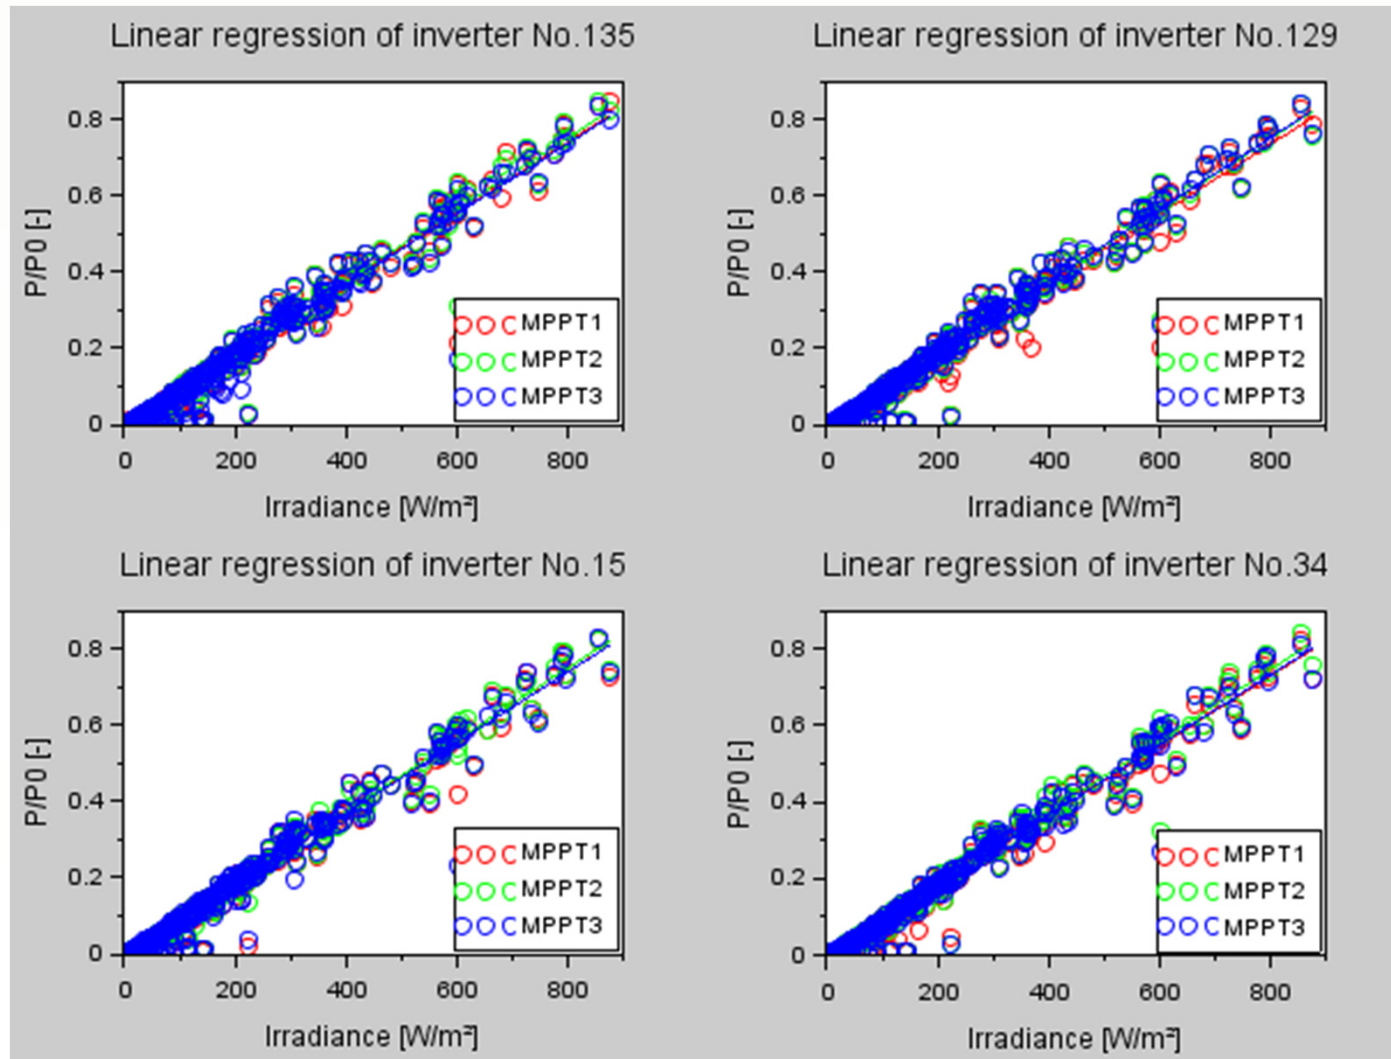 Linear regression of inverter No.135
0.8
0.6
0.4
0.2
0
P/P0 [-]
MPPT1
MPPT2
MPPT3
0 200 400 600 800
Irradiance [W/m²]
Linear regression of inverter No.129
0.8
0.6
0.4
0.2
0
P/P0 [-]
MPPT1
MPPT2
MPPT3
0 200 400 600 800
Irradiance [W/m²]
Linear regression of inverter No.15
0.8
0.6
0.4
0.2
0
P/P0 [-]
MPPT1
MPPT2
MPPT3
0 200 400 600 800
Irradiance [W/m²]
Linear regression of inverter No.34
0.8
0.6
0.4
0.2
0
P/P0 [-]
MPPT1
MPPT2
MPPT3
0 200 400 600 800
Irradiance [W/m²]